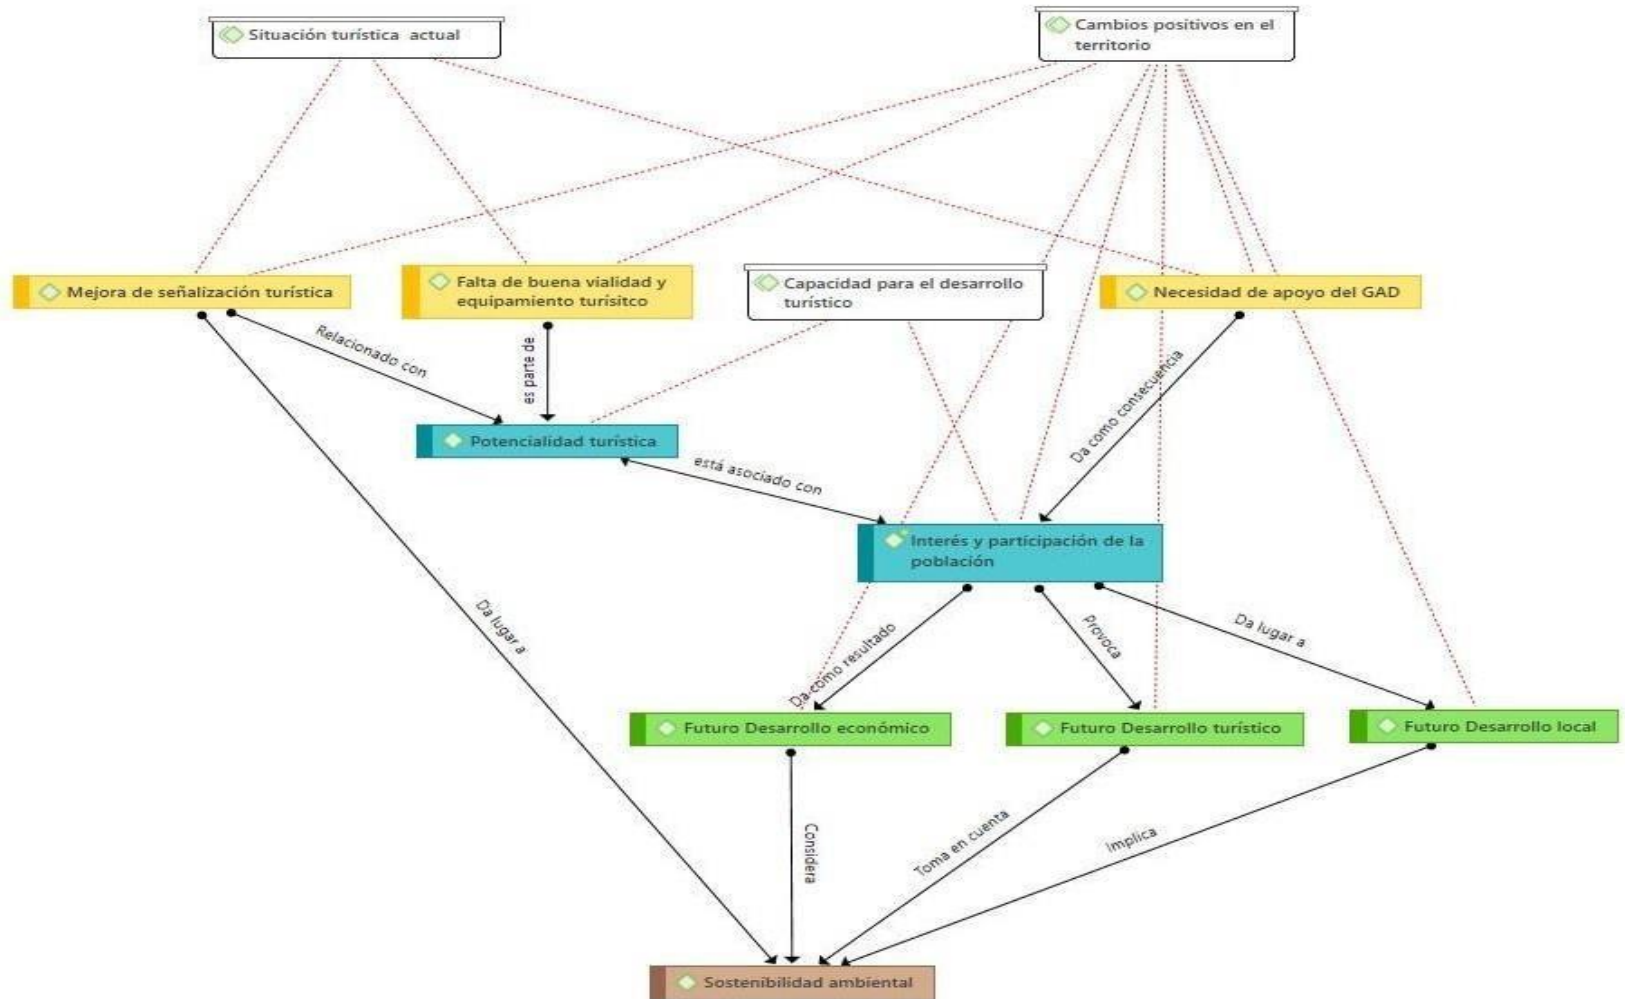 Situación turística actual
Cambios positivos en el
territorio
Mejora de señalización turística
Falta de buena vialidad y
equipamiento turísitco
Capacidad para el desarrollo
turístico
Necesidad de apoyo del GAD
Relacionado con
es parte de
Da como consecuencia
Potencialidad turística
está asociado con
Interés y participación de la
población
Da lugar a
Da como resultado
Provoca
Da lugar a
Futuro Desarrollo económico
Futuro Desarrollo turístico
Futuro Desarrollo local
Considera
Toma en cuenta
Implica
Sostenibilidad ambiental